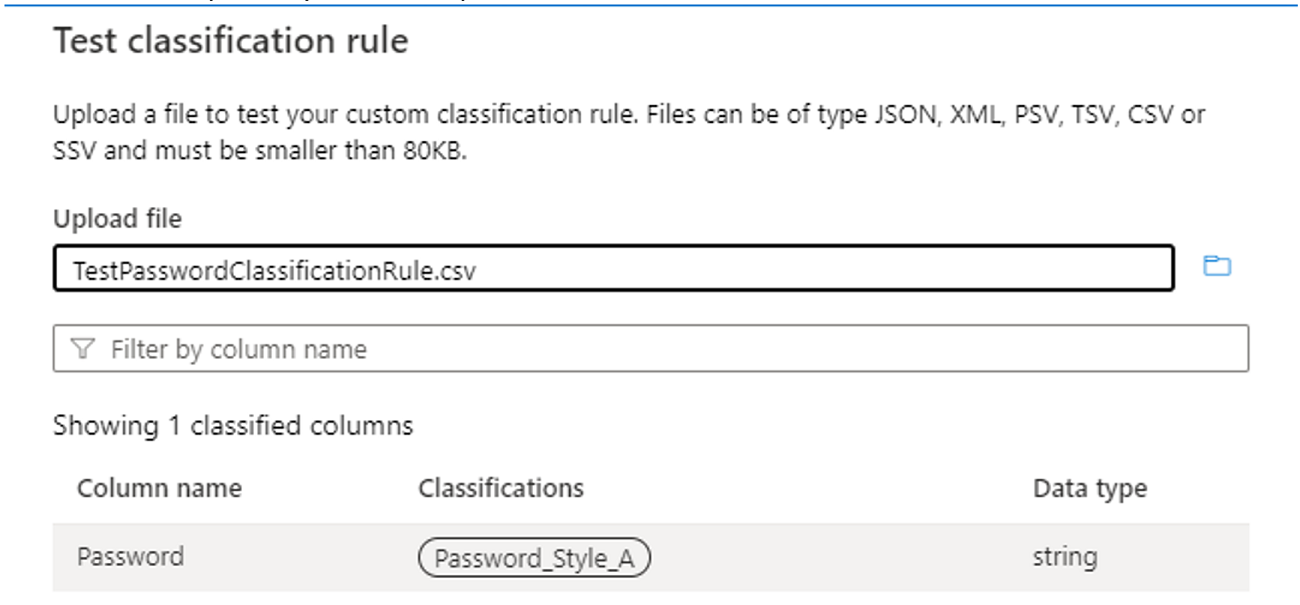 Test classification rule
Upload a file to test your custom classification rule. Files can be of type JSON, XML, PSV, TSV, CSV or
SSV and must be smaller than 80KB.
Upload file
TestPasswordClassificationRule.csv
Filter by column name
Showing 1 classified columns
Column name Classifications Data type
Password Password_Style_A string